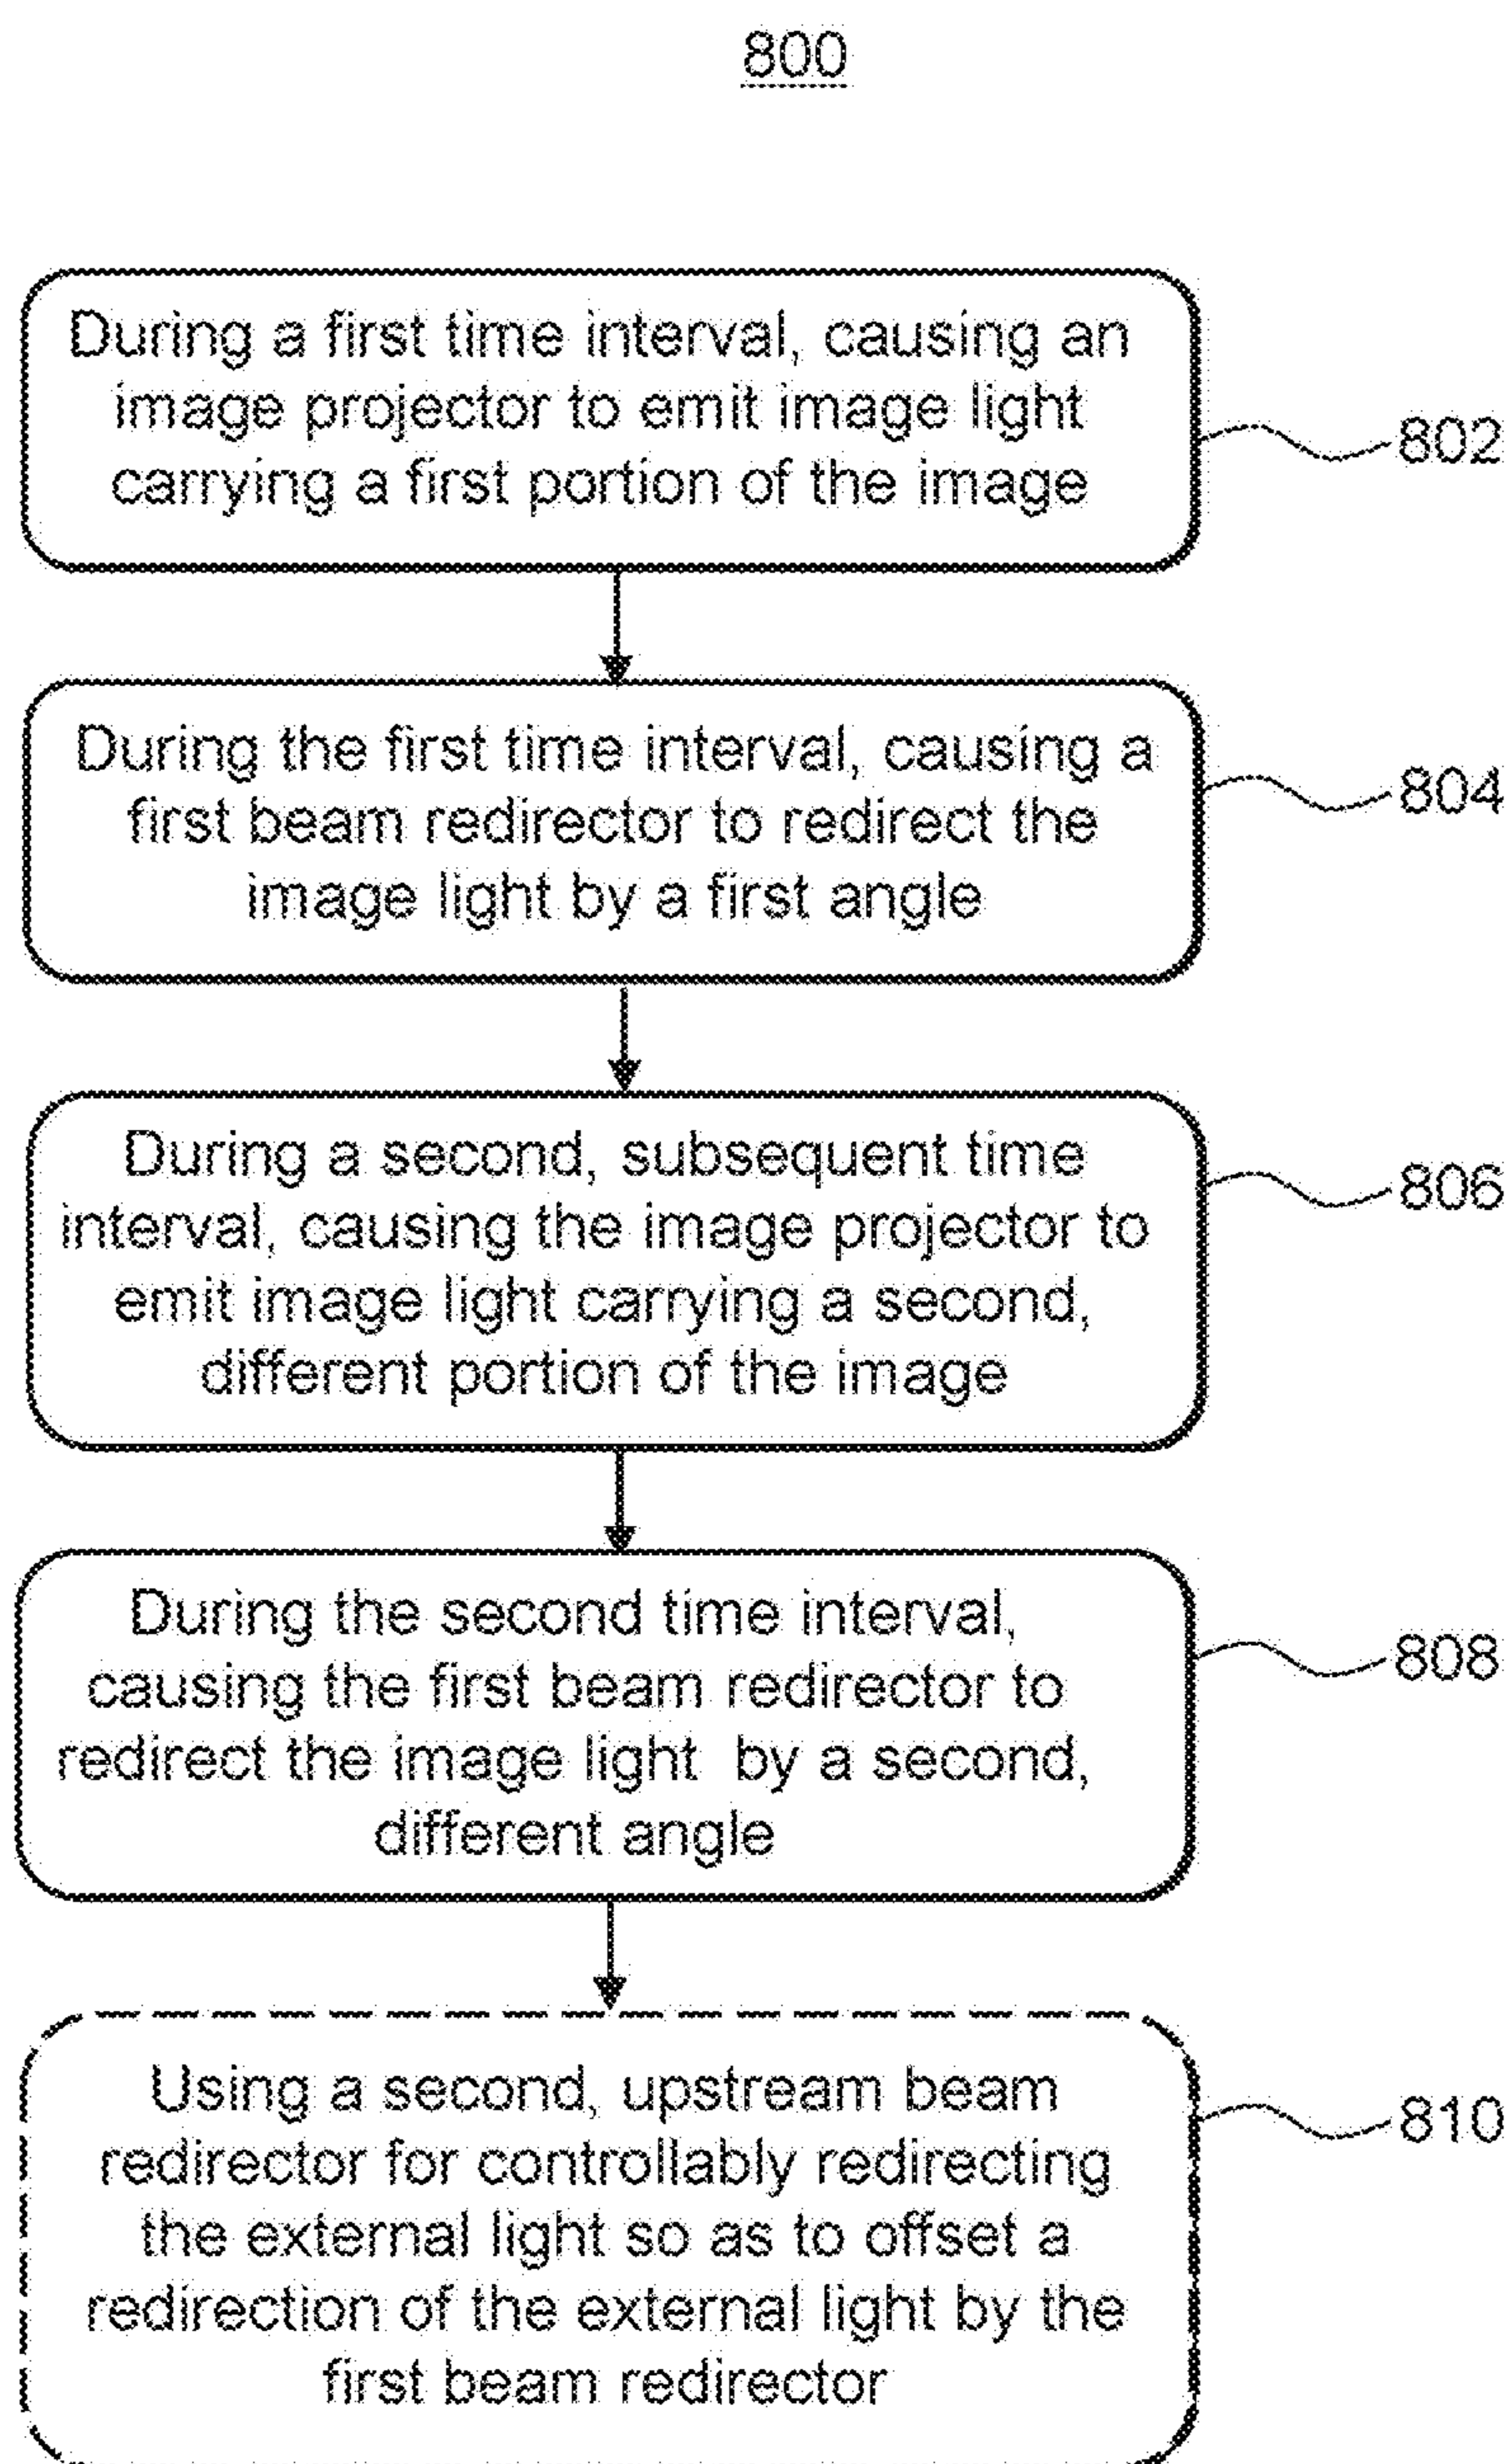 800
During a first time interval, causing an
image projector to emit image light
carrying a first portion of the image
802
During the first time interval, causing a
first beam redirector to redirect the
image light by a first angle
804
During a second, subsequent time
interval, causing the image projector to
emit image light carrying a second,
different portion of the image
806
During the second time interval,
causing the first beam redirector to
redirect the image light by a second,
different angle
808
Using a second, upstream beam
redirector for controllably redirecting
the external light so as to offset a
redirection of the external light by the
first beam redirector
810